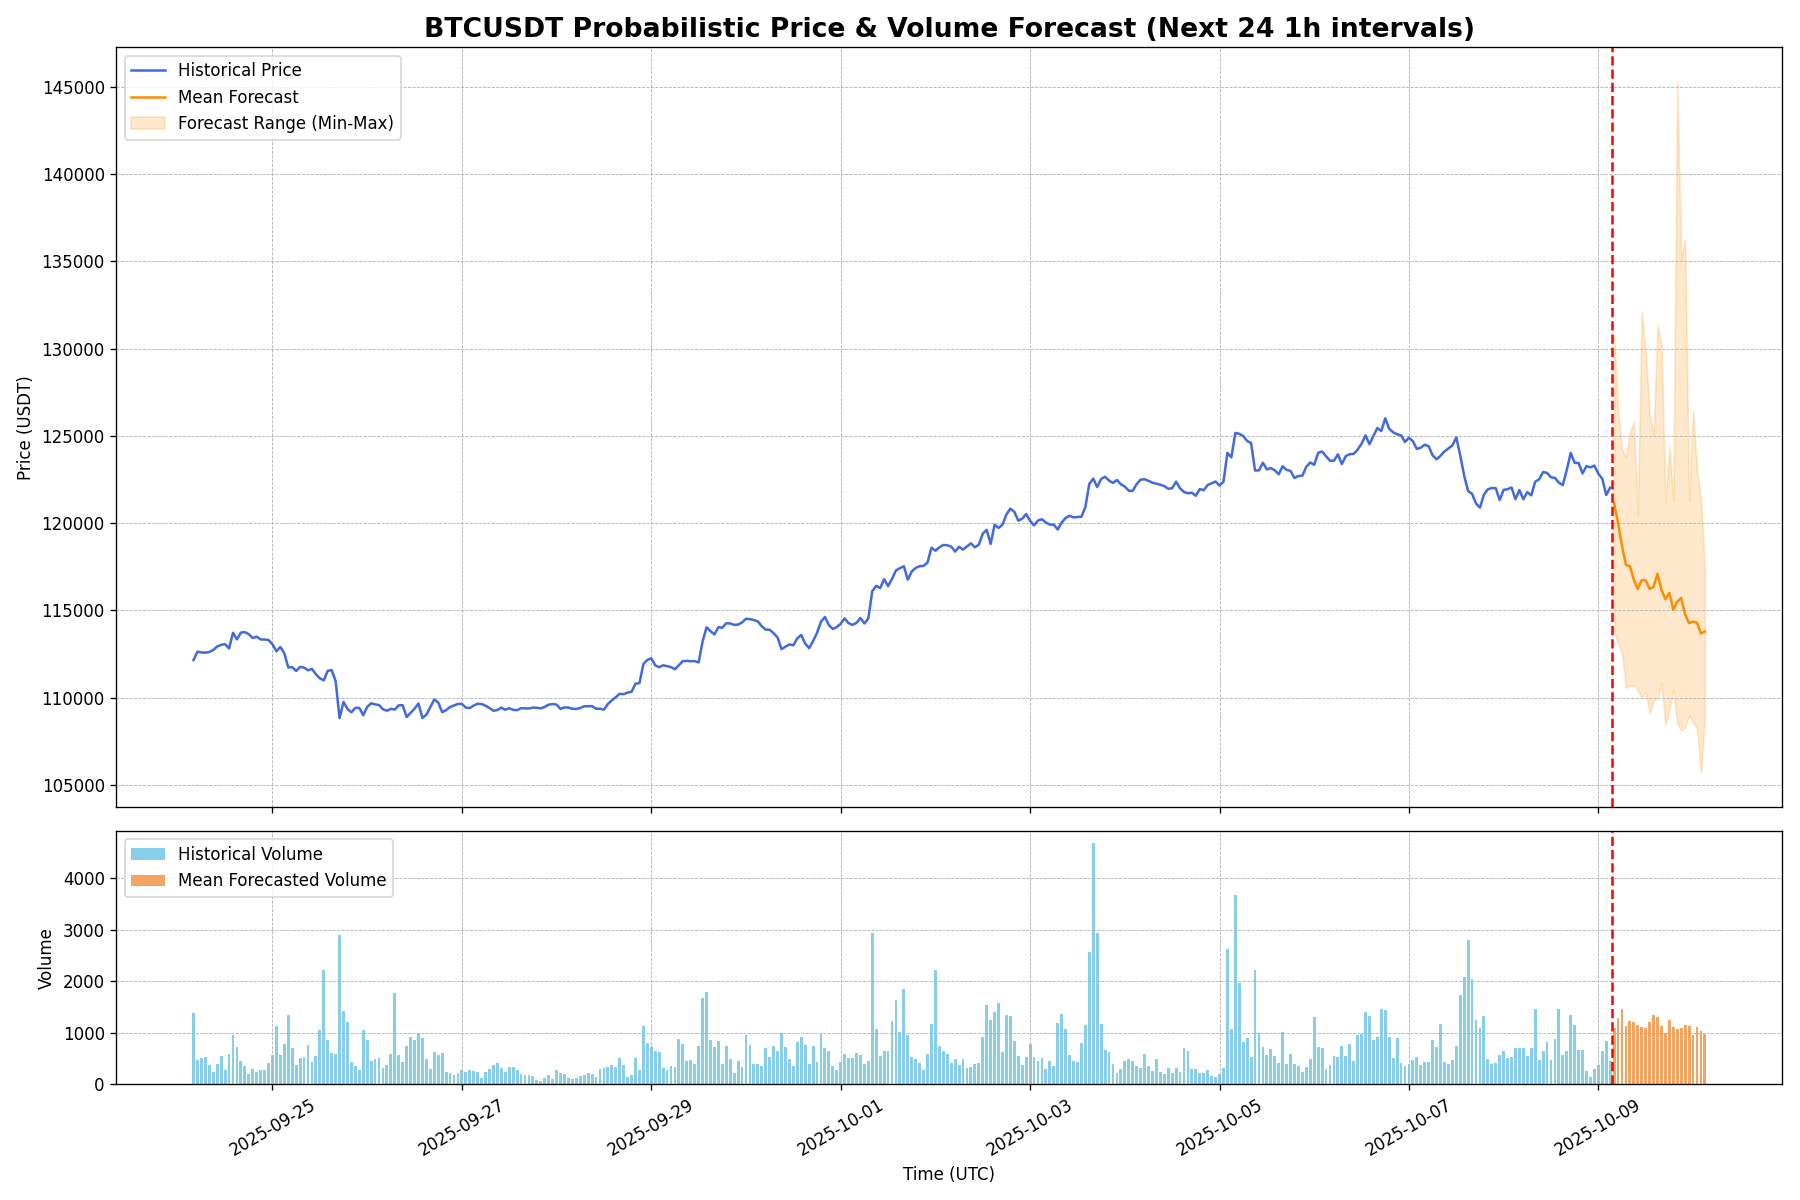 BTCUSDT Probabilistic Price & Volume Forecast (Next 24 1h intervals)
Historical Price
Mean Forecast
Forecast Range (Min-Max)
145000
140000
135000
130000
125000
120000
115000
110000
105000
Price (USDT)
Historical Volume
Mean Forecasted Volume
4000
3000
2000
1000
0
Volume
2025-09-25
2025-09-27
2025-09-29
2025-10-01
2025-10-03
2025-10-05
2025-10-07
2025-10-09
Time (UTC)